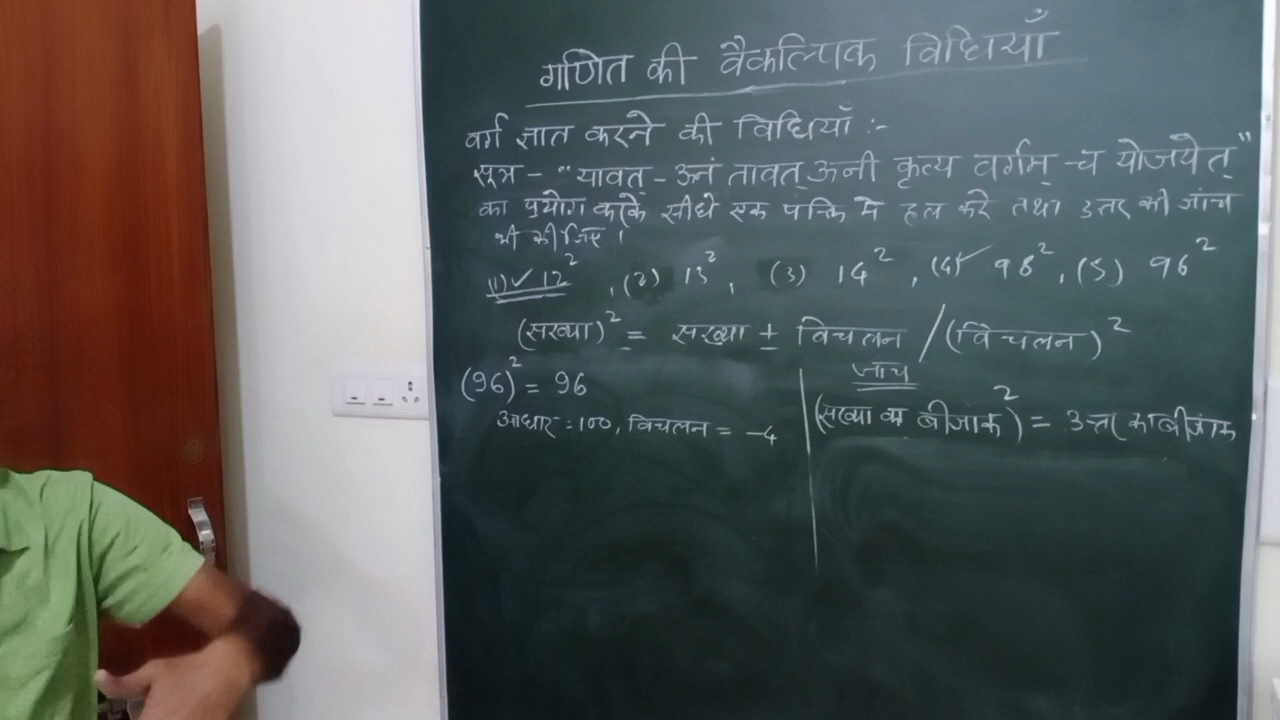 गणित की वैकल्पिक विधियाँ
वर्ग ज्ञात करने की विधियाँ :-
सूत्र - "यावत् - ऊनं तावत् ऊनी कृत्य वर्गम् च योजयेत्"
का प्रयोग करके सीधे एक पंक्ति मे हल करे तथा उत्तर की जांच
भी कीजिए ।
(1) ✓ 12², (2) 13², (3) 14², (4) ✓ 98², (5) 96²
(संख्या)² = संख्या ± विचलन / (विचलन)²
(96)² = 96
आधार = 100, विचलन = -4
जांच
(संख्या का बीजांक)² = उत्तर का बीजांक